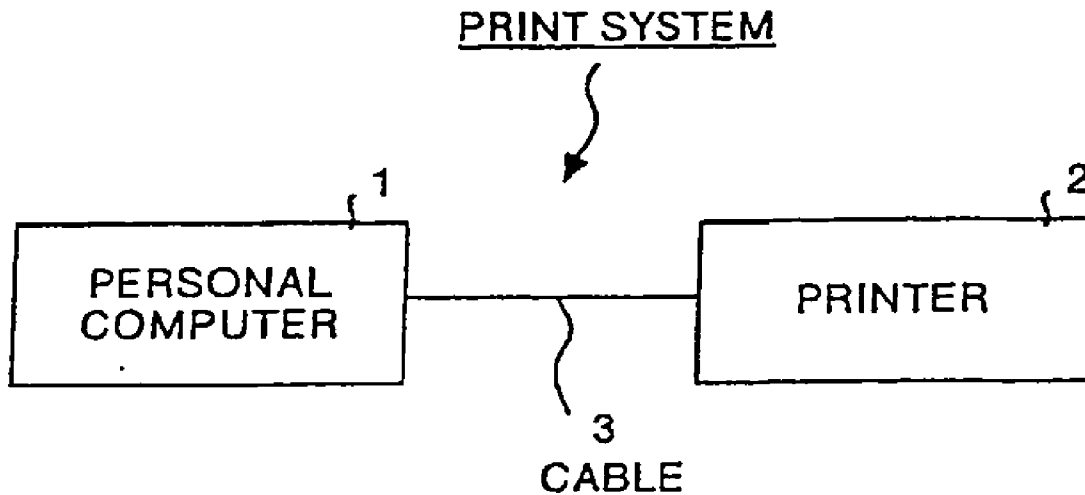 PRINT SYSTEM
1
2
PERSONAL
COMPUTER
PRINTER
3
CABLE